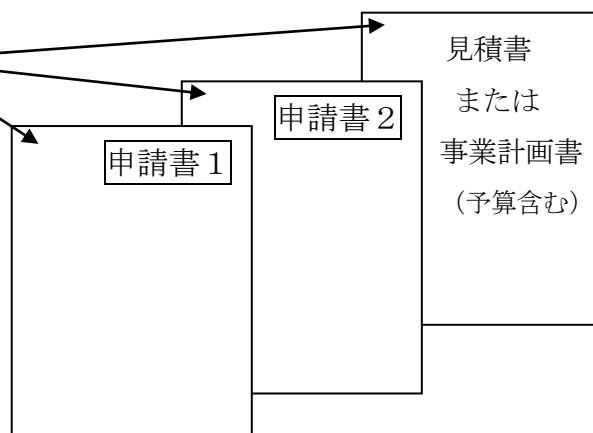 見積書
または
事業計画書
（予算含む）
申請書２
申請書１